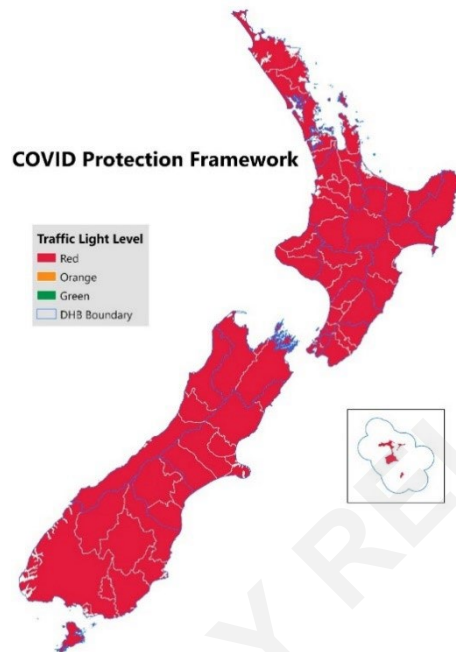 COVID Protection Framework
Traffic Light Level
Red
Orange
Green
DHB Boundary